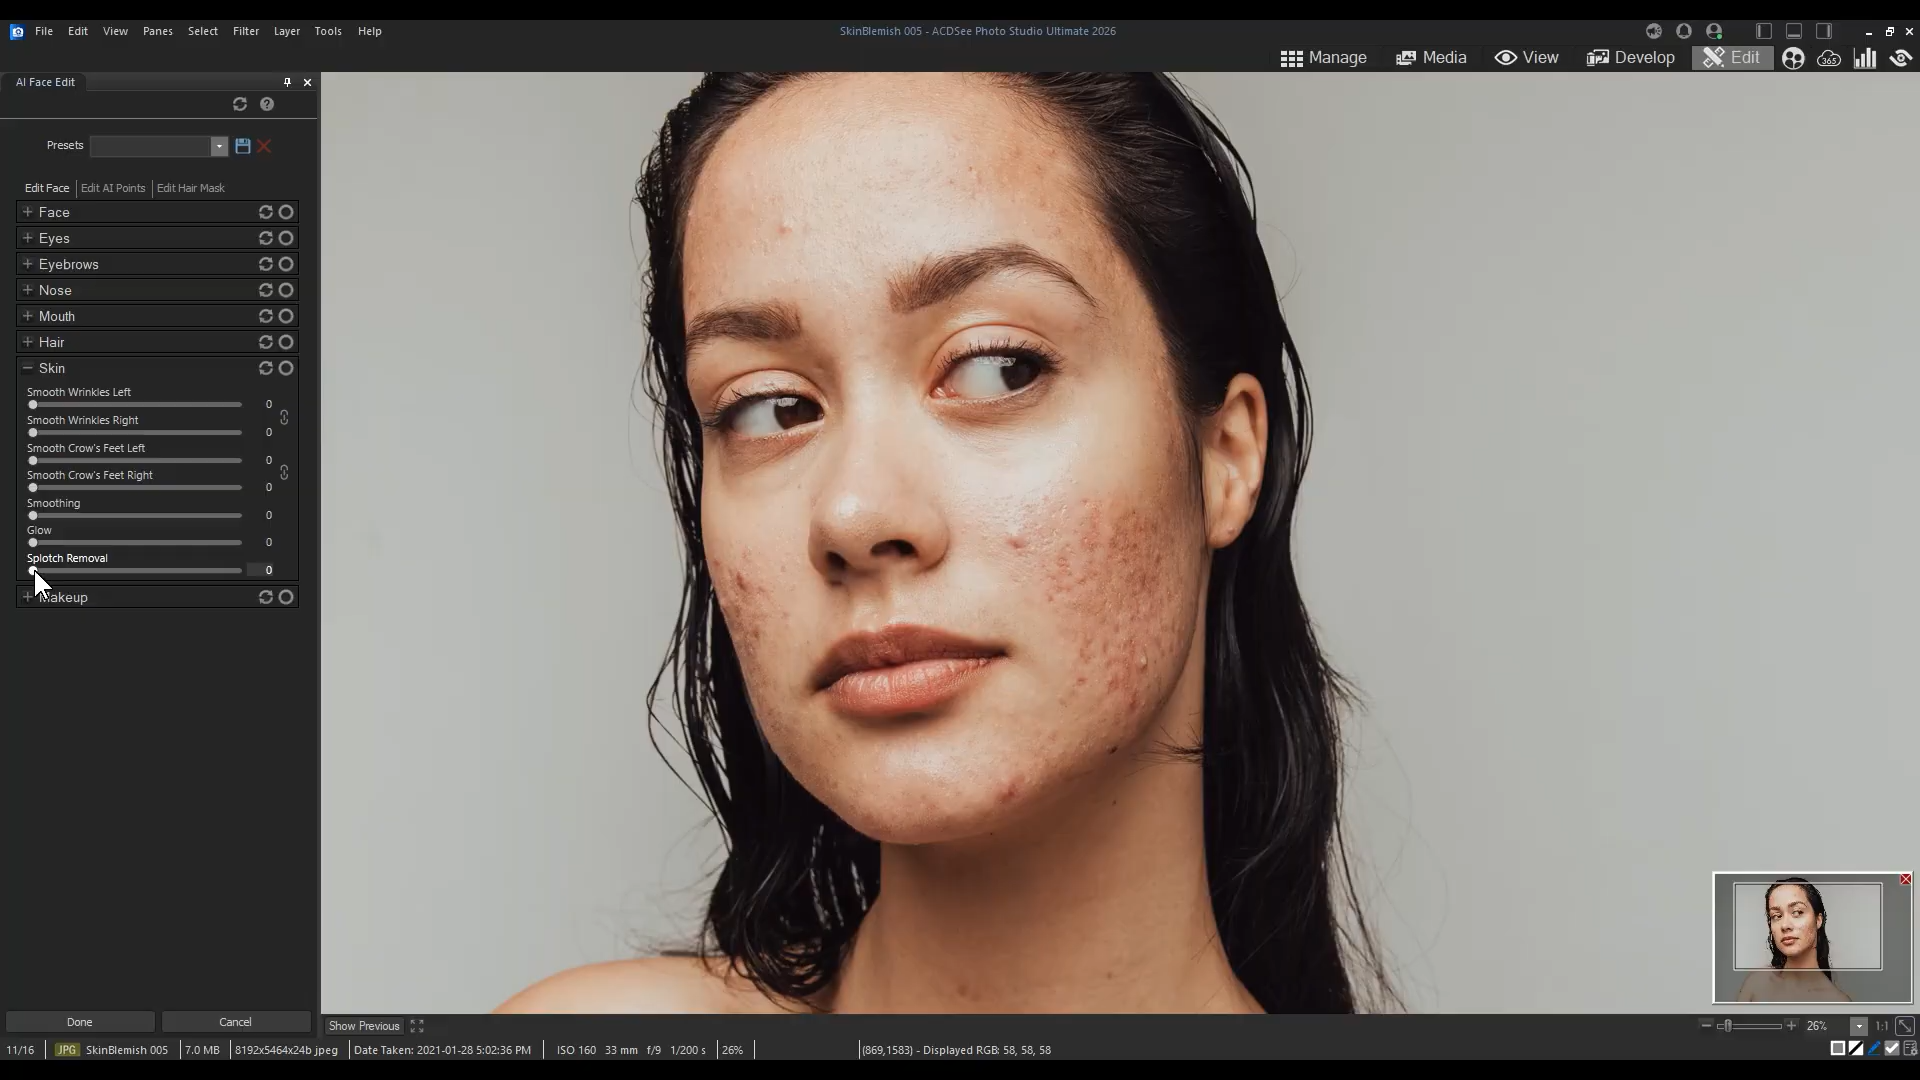 File Edit View Panes Select Filter Layer Tools Help
SkinBlemish 005 - ACDSee Photo Studio Ultimate 2026
Manage Media View Develop Edit 365
AI Face Edit
Presets
Edit Face Edit AI Points Edit Hair Mask
Face
Eyes
Eyebrows
Nose
Mouth
Hair
Skin
Smooth Wrinkles Left
0
Smooth Wrinkles Right
0
Smooth Crow's Feet Left
0
Smooth Crow's Feet Right
0
Smoothing
0
Glow
0
Splotch Removal
0
Makeup
Done Cancel
Show Previous
26% 1:1
11/16 JPG SkinBlemish 005 7.0 MB 8192x5464x24b jpeg Date Taken: 2021-01-28 5:02:36 PM ISO 160 33 mm f/9 1/200 s 26% (869,1583) - Displayed RGB: 58, 58, 58